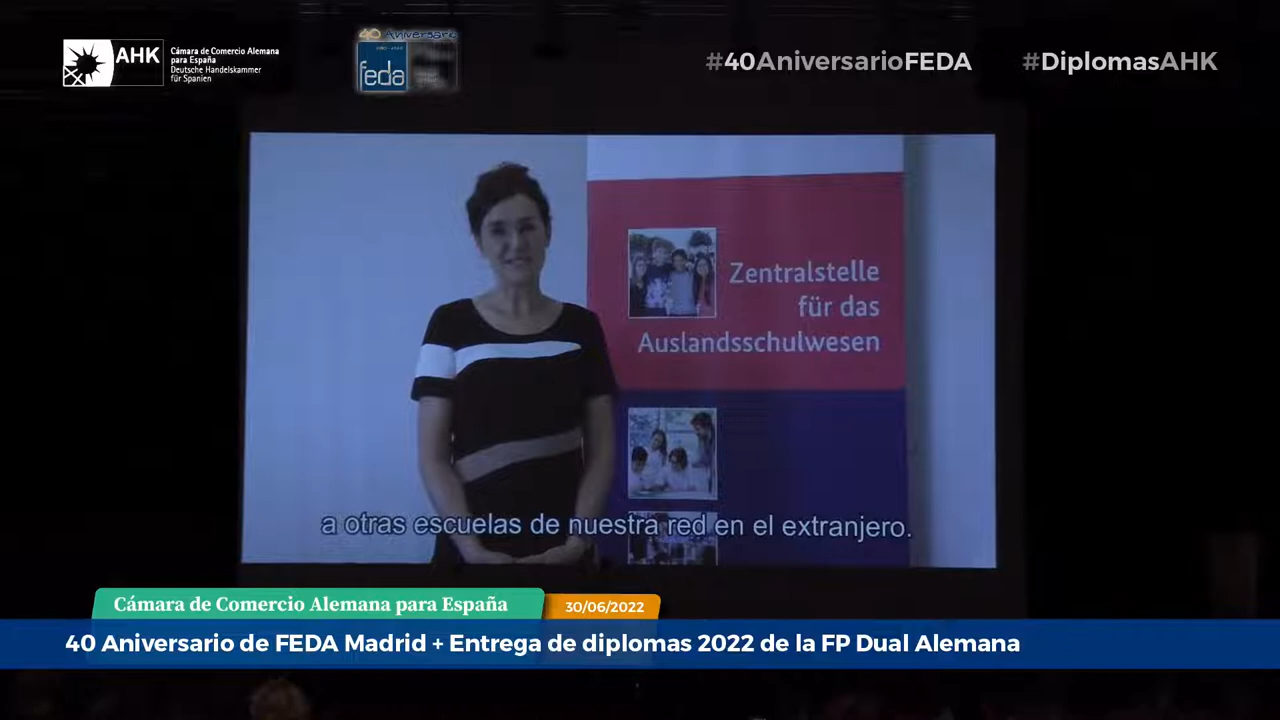 AHK
Cámara de Comercio Alemana
para España
Deutsche Handelskammer
für Spanien
40 Aniversario
feda
#40AniversarioFEDA
#DiplomasAHK
Zentralstelle
für das
Auslandsschulwesen
a otras escuelas de nuestra red en el extranjero.
Cámara de Comercio Alemana para España
30/06/2022
40 Aniversario de FEDA Madrid + Entrega de diplomas 2022 de la FP Dual Alemana